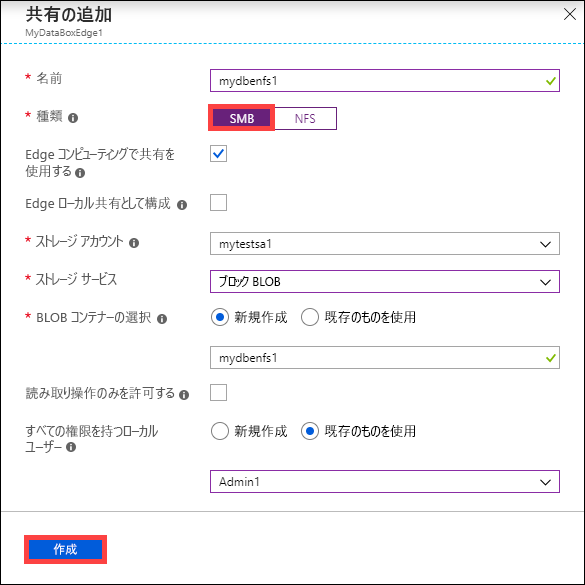 共有の追加
MyDataBoxEdge1
* 名前
mydbenfs1
* 種類
SMB
NFS
Edge コンピューティングで共有を
使用する
Edge ローカル共有として構成
* ストレージ アカウント
mytestsa1
* ストレージ サービス
ブロック BLOB
* BLOB コンテナーの選択
新規作成
既存のものを使用
mydbenfs1
読み取り操作のみを許可する
すべての権限を持つローカル
ユーザー
新規作成
既存のものを使用
Admin1
作成